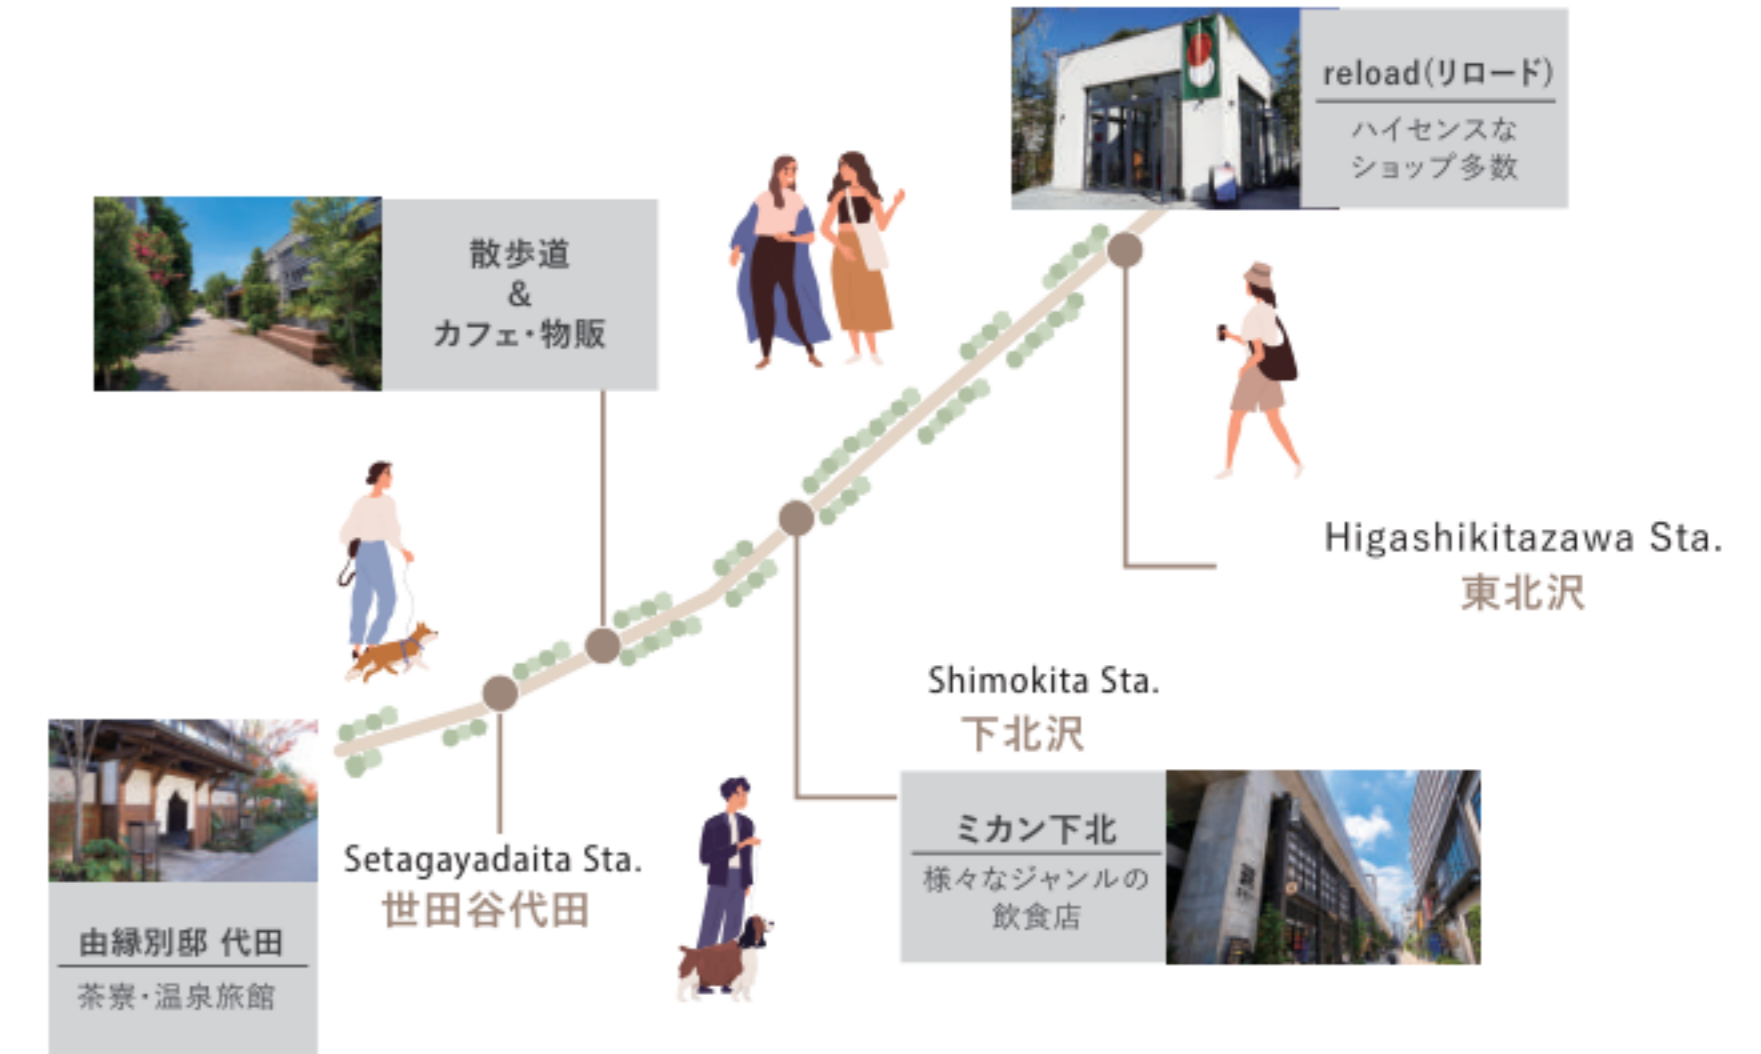 reload(リロード)
ハイセンスな
ショップ多数
散歩道
&
カフェ・物販
Higashikitazawa Sta.
東北沢
Shimokita Sta.
下北沢
ミカン下北
様々なジャンルの
飲食店
Setagayadaita Sta.
世田谷代田
由縁別邸 代田
茶寮・温泉旅館